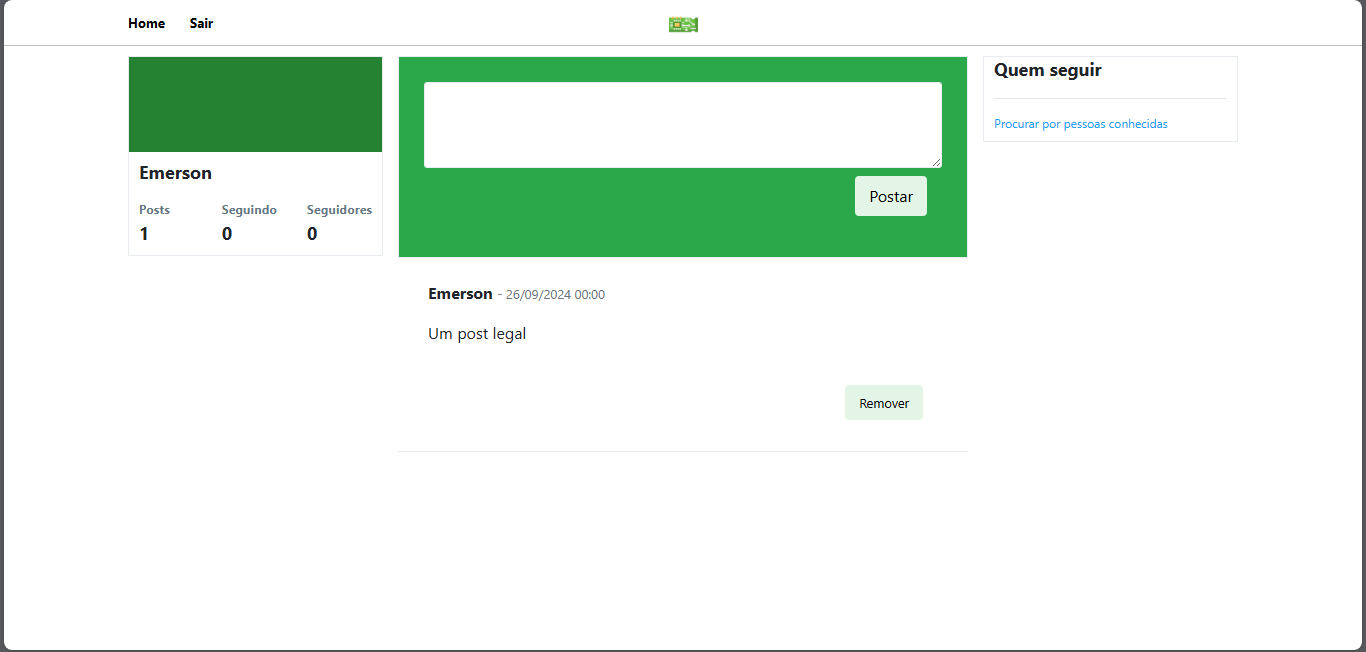 Home Sair
Emerson
Posts Seguindo Seguidores
1 0 0
Postar
Emerson - 26/09/2024 00:00
Um post legal
Remover
Quem seguir
Procurar por pessoas conhecidas